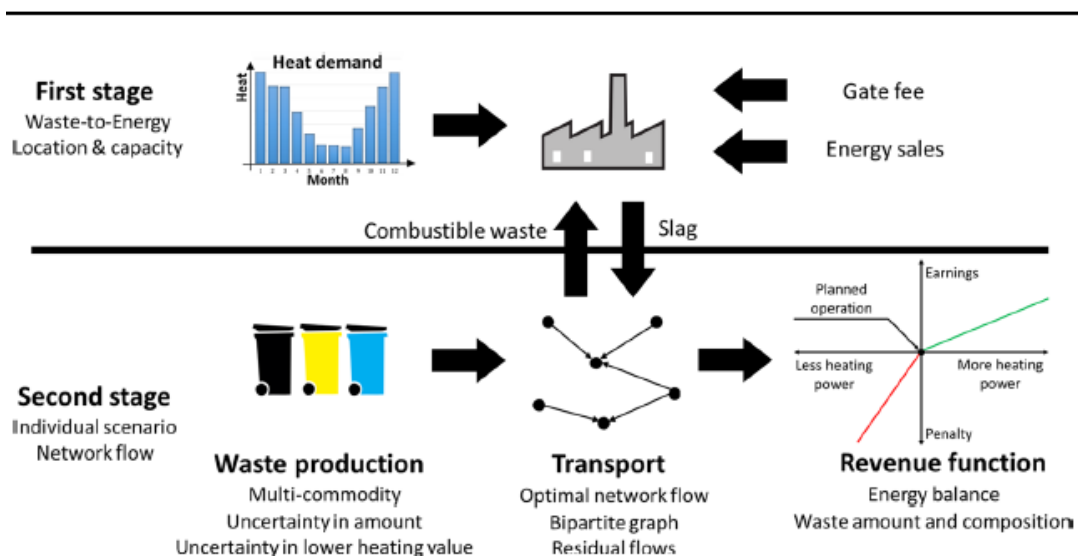 Heat demand
Heat
1 2 3 4 5 6 7 8 9 10 11 12
Month
First stage
Waste-to-Energy
Location & capacity
Gate fee
Energy sales
Combustible waste
Slag
Second stage
Individual scenario
Network flow
Waste production
Multi-commodity
Uncertainty in amount
Uncertainty in lower heating value
Transport
Optimal network flow
Bipartite graph
Residual flows
Earnings
Planned
operation
Less heating
power
More heating
power
Penalty
Revenue function
Energy balance
Waste amount and composition